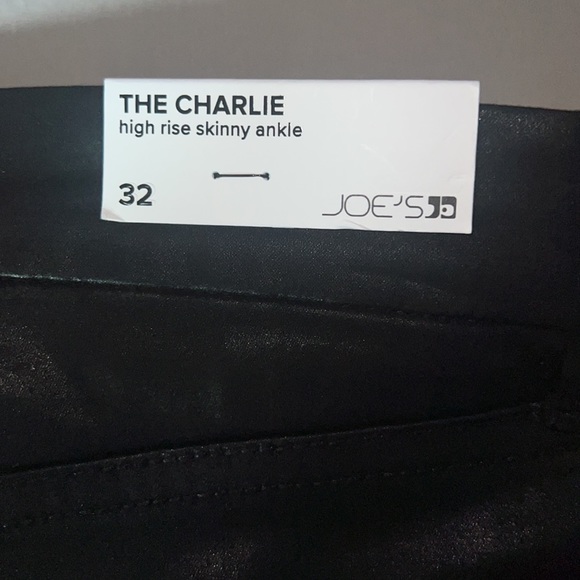 THE CHARLIE
high rise skinny ankle
32
JOE'S